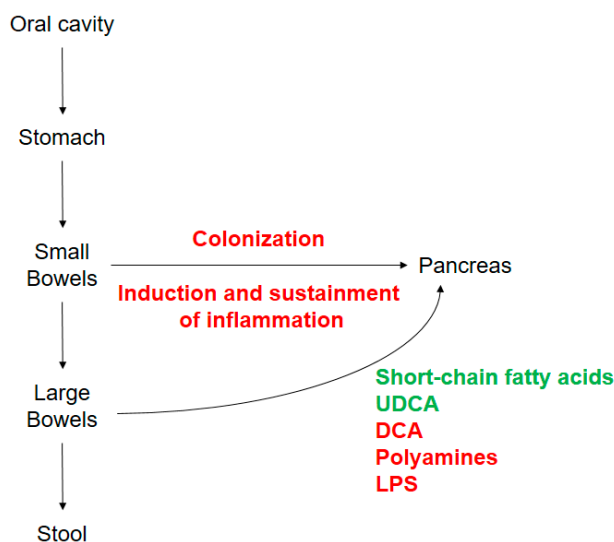 Oral cavity
Stomach
Small
Bowels
Colonization
Pancreas
Induction and sustainment
of inflammation
Large
Bowels
Short-chain fatty acids
UDCA
DCA
Polyamines
LPS
Stool